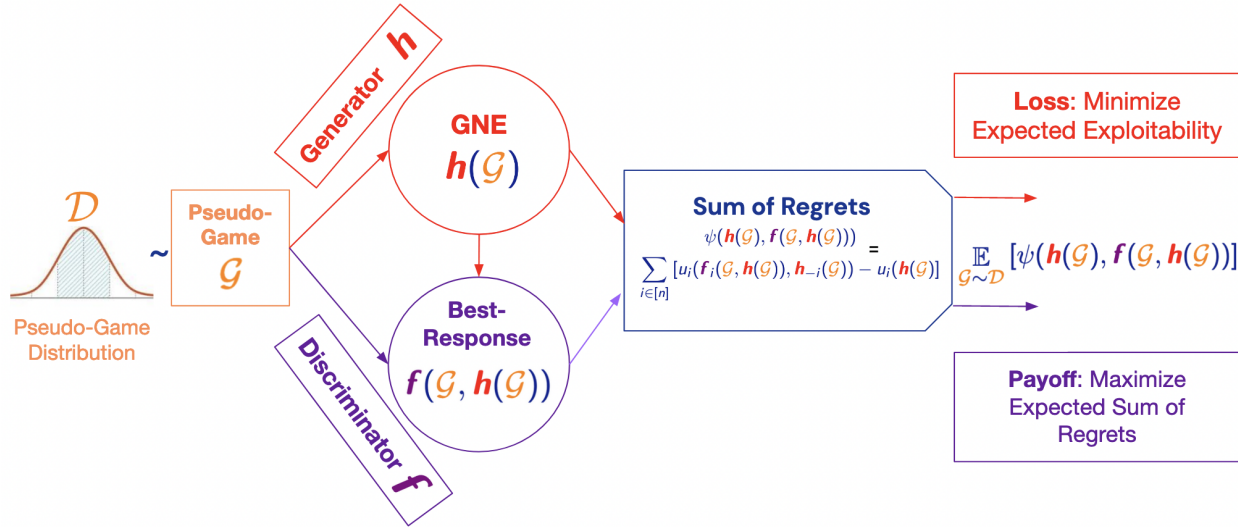 𝒟
Pseudo-Game
Distribution
~
Pseudo-
Game
𝒢
Generator h
GNE
h(𝒢)
Discriminator f
Best-
Response
f(𝒢, h(𝒢))
Sum of Regrets
ψ(h(𝒢), f(𝒢, h(𝒢)))
=
∑ i∈[n] [u_i(f_i(𝒢, h(𝒢)), h_{−i}(𝒢)) − u_i(h(𝒢)]
Loss: Minimize
Expected Exploitability
𝔼 𝒢∼𝒟 [ψ(h(𝒢), f(𝒢, h(𝒢))]
Payoff: Maximize
Expected Sum of
Regrets